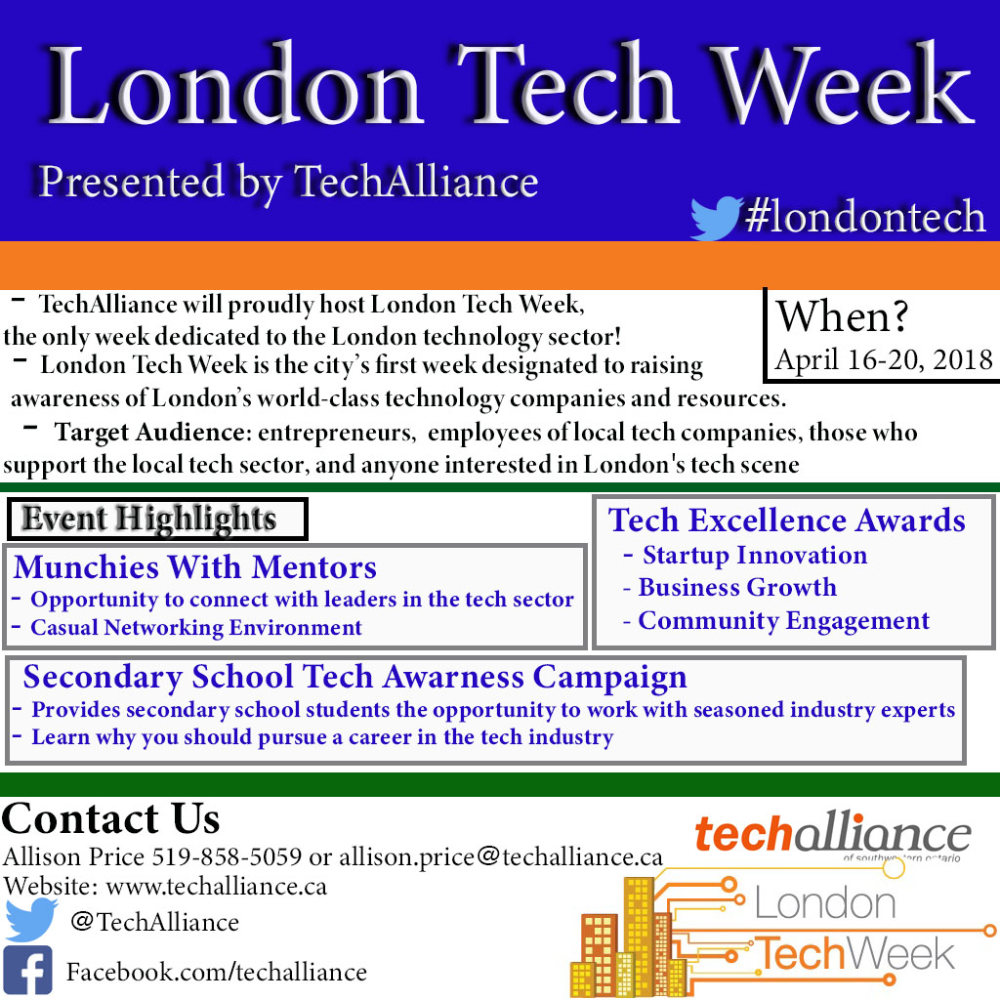 London Tech Week
Presented by TechAlliance
#londontech
- TechAlliance will proudly host London Tech Week,
the only week dedicated to the London technology sector!
- London Tech Week is the city's first week designated to raising
awareness of London's world-class technology companies and resources.
- Target Audience: entrepreneurs, employees of local tech companies, those who
support the local tech sector, and anyone interested in London's tech scene
When?
April 16-20, 2018
Event Highlights
Munchies With Mentors
- Opportunity to connect with leaders in the tech sector
- Casual Networking Environment
Tech Excellence Awards
- Startup Innovation
- Business Growth
- Community Engagement
Secondary School Tech Awarness Campaign
- Provides secondary school students the opportunity to work with seasoned industry experts
- Learn why you should pursue a career in the tech industry
Contact Us
Allison Price 519-858-5059 or allison.price@techalliance.ca
Website: www.techalliance.ca
@TechAlliance
Facebook.com/techalliance
techalliance
of southwestern ontario
London
TechWeek